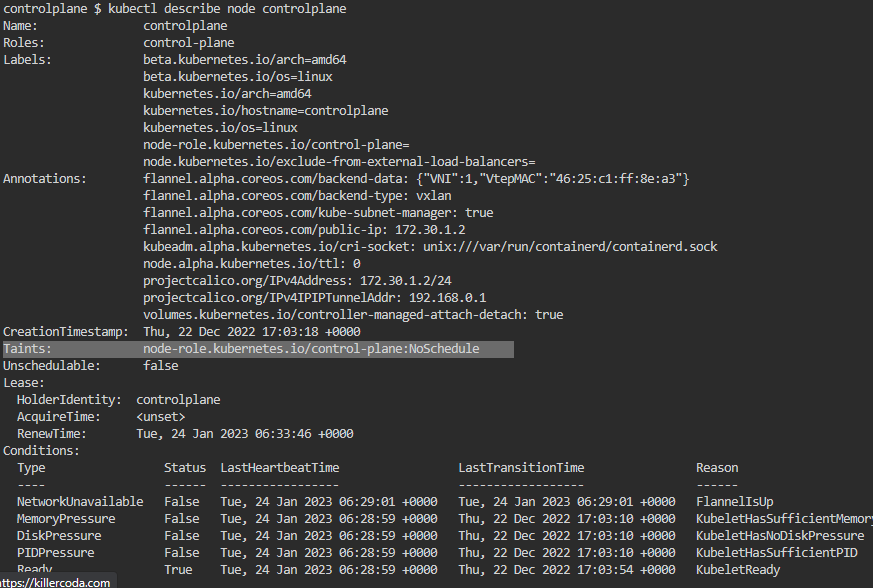 controlplane $ kubectl describe node controlplane
Name:               controlplane
Roles:              control-plane
Labels:             beta.kubernetes.io/arch=amd64
                    beta.kubernetes.io/os=linux
                    kubernetes.io/arch=amd64
                    kubernetes.io/hostname=controlplane
                    kubernetes.io/os=linux
                    node-role.kubernetes.io/control-plane=
                    node.kubernetes.io/exclude-from-external-load-balancers=
Annotations:        flannel.alpha.coreos.com/backend-data: {"VNI":1,"VtepMAC":"46:25:c1:ff:8e:a3"}
                    flannel.alpha.coreos.com/backend-type: vxlan
                    flannel.alpha.coreos.com/kube-subnet-manager: true
                    flannel.alpha.coreos.com/public-ip: 172.30.1.2
                    kubeadm.alpha.kubernetes.io/cri-socket: unix:///var/run/containerd/containerd.sock
                    node.alpha.kubernetes.io/ttl: 0
                    projectcalico.org/IPv4Address: 172.30.1.2/24
                    projectcalico.org/IPv4IPIPTunnelAddr: 192.168.0.1
                    volumes.kubernetes.io/controller-managed-attach-detach: true
CreationTimestamp:  Thu, 22 Dec 2022 17:03:18 +0000
Taints:             node-role.kubernetes.io/control-plane:NoSchedule
Unschedulable:      false
Lease:
  HolderIdentity:  controlplane
  AcquireTime:     <unset>
  RenewTime:       Tue, 24 Jan 2023 06:33:46 +0000
Conditions:
  Type                 Status  LastHeartbeatTime                 LastTransitionTime                Reason
  ----                 ------  -----------------                 ------------------                ------
  NetworkUnavailable   False   Tue, 24 Jan 2023 06:29:01 +0000   Tue, 24 Jan 2023 06:29:01 +0000   FlannelIsUp
  MemoryPressure       False   Tue, 24 Jan 2023 06:28:59 +0000   Thu, 22 Dec 2022 17:03:10 +0000   KubeletHasSufficientMemory
  DiskPressure         False   Tue, 24 Jan 2023 06:28:59 +0000   Thu, 22 Dec 2022 17:03:10 +0000   KubeletHasNoDiskPressure
  PIDPressure          False   Tue, 24 Jan 2023 06:28:59 +0000   Thu, 22 Dec 2022 17:03:10 +0000   KubeletHasSufficientPID
  Ready                True    Tue, 24 Jan 2023 06:28:59 +0000   Thu, 22 Dec 2022 17:03:54 +0000   KubeletReady
https://killercoda.com